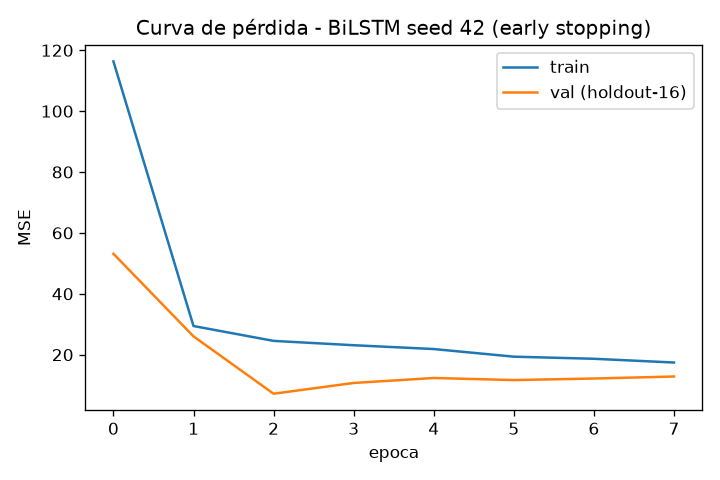 Curva de pérdida - BiLSTM seed 42 (early stopping)
train
val (holdout-16)
MSE
120
100
80
60
40
20
0 1 2 3 4 5 6 7
epoca